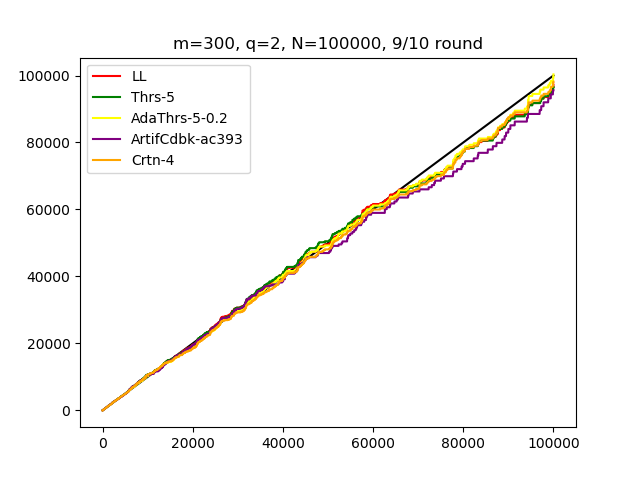 m=300, q=2, N=100000, 9/10 round
LL
Thrs-5
AdaThrs-5-0.2
ArtifCdbk-ac393
Crtn-4
100000
80000
60000
40000
20000
0
0 20000 40000 60000 80000 100000